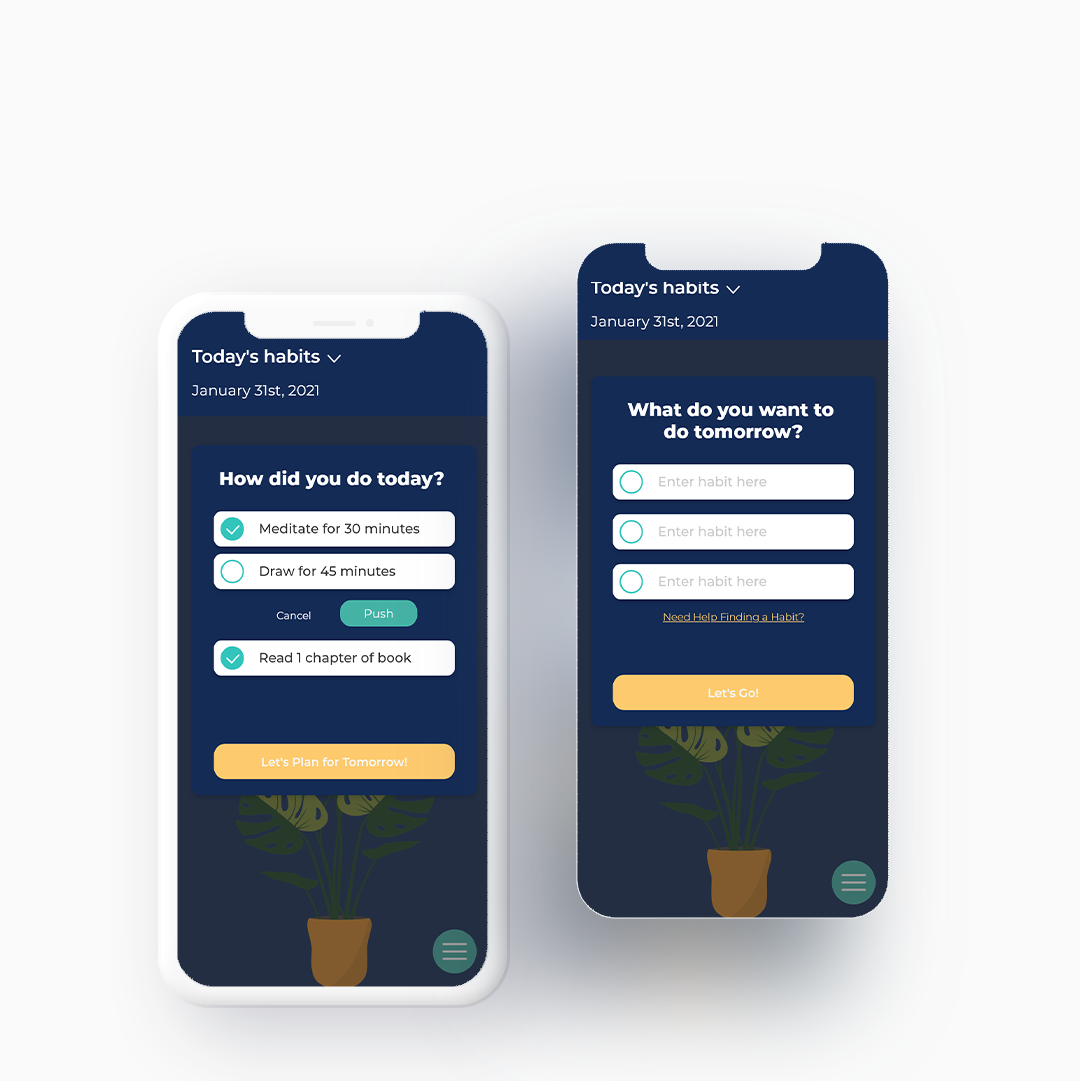 Today's habits
January 31st, 2021
How did you do today?
Meditate for 30 minutes
Draw for 45 minutes
Cancel
Push
Read 1 chapter of book
Let's Plan for Tomorrow!
Today's habits
January 31st, 2021
What do you want to
do tomorrow?
Enter habit here
Enter habit here
Enter habit here
Need Help Finding a Habit?
Let's Go!